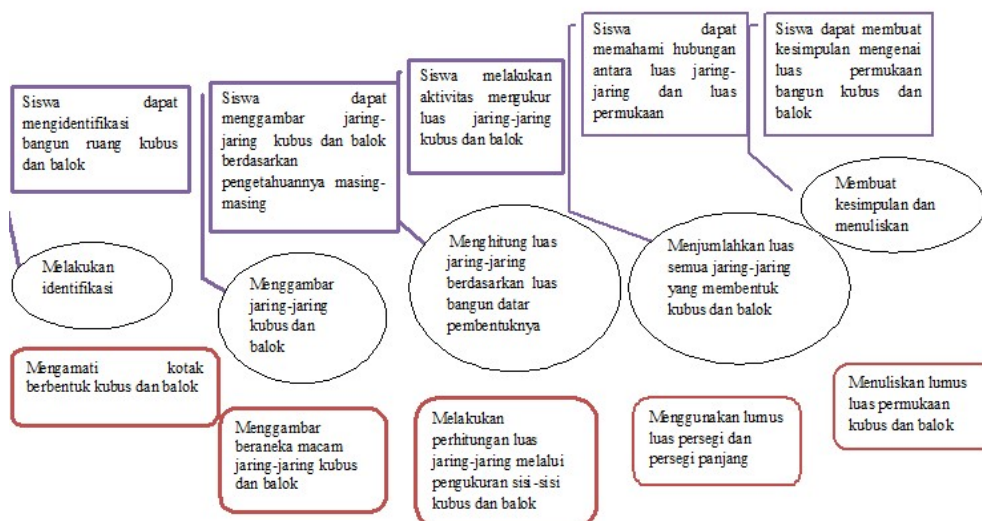 Siswa dapat
mengidentifikasi
bangun ruang kubus
dan balok
Siswa dapat
menggambar jaring-
jaring kubus dan balok
berdasarkan
pengetahuannya masing-
masing
Siswa melakukan
aktivitas mengukur
luas jaring-jaring
kubus dan balok
Siswa dapat
memahami hubungan
antara luas jaring-
jaring dan luas
permukaan
Siswa dapat membuat
kesimpulan mengenai
luas permukaan
bangun kubus dan
balok
Melakukan
identifikasi
Menggambar
jaring-jaring
kubus dan
balok
Menghitung luas
jaring-jaring
berdasarkan luas
bangun datar
pembentuknya
Menjumlahkan luas
semua jaring-jaring
yang membentuk
kubus dan balok
Membuat
kesimpulan dan
menuliskan
Mengamati kotak
berbentuk kubus dan balok
Menggambar
beraneka macam
jaring-jaring kubus
dan balok
Melakukan
perhitungan luas
jaring-jaring melalui
pengukuran sisi-sisi
kubus dan balok
Menggunakan lumus
luas persegi dan
persegi panjang
Menuliskan lumus
luas permukaan
kubus dan balok